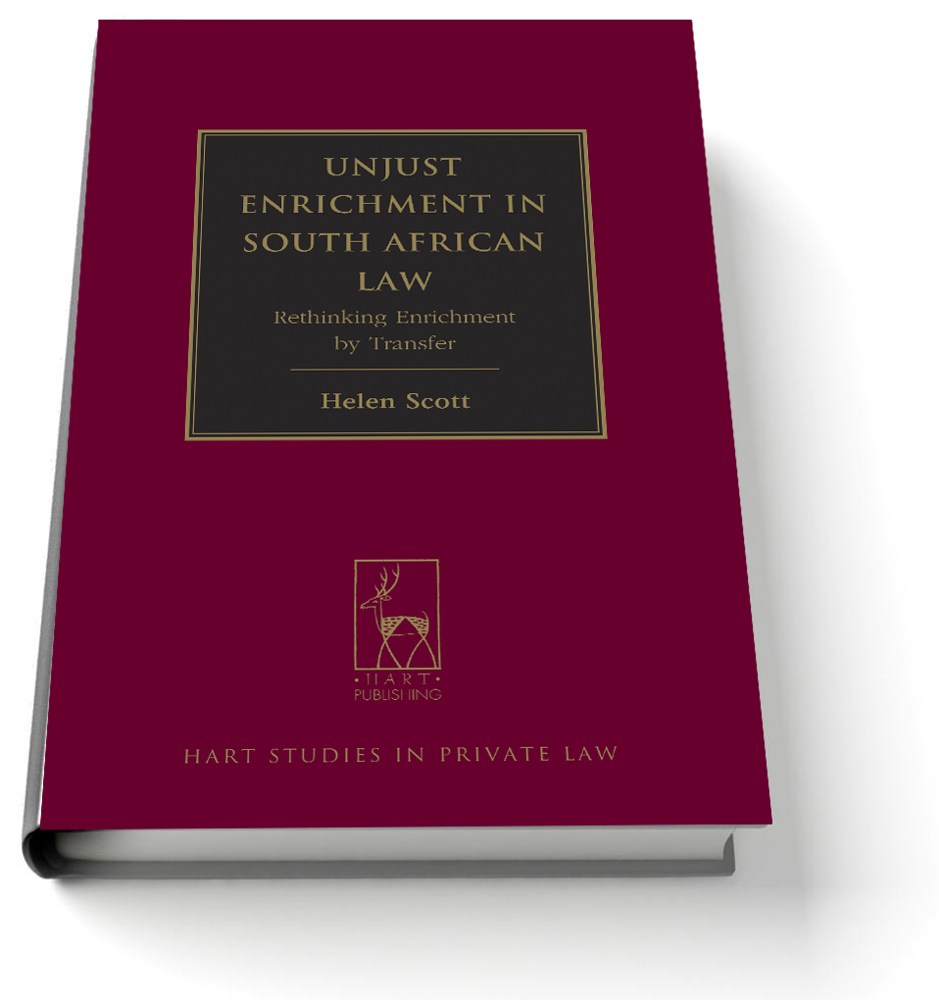 UNJUST
ENRICHMENT IN
SOUTH AFRICAN
LAW
Rethinking Enrichment
by Transfer
Helen Scott
·HART·
PUBLISHING
HART STUDIES IN PRIVATE LAW